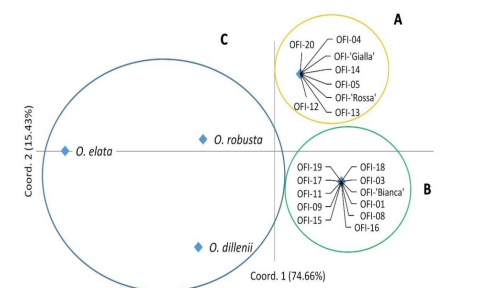 A
C
OFI-20
OFI-04
OFI-'Gialla'
OFI-14
OFI-05
OFI-'Rossa'
OFI-12
OFI-13
Coord. 2 (15.43%)
O. elata
O. robusta
O. dillenii
OFI-19
OFI-17
OFI-11
OFI-09
OFI-15
OFI-18
OFI-03
OFI-'Bianca'
OFI-01
OFI-08
OFI-16
B
Coord. 1 (74.66%)